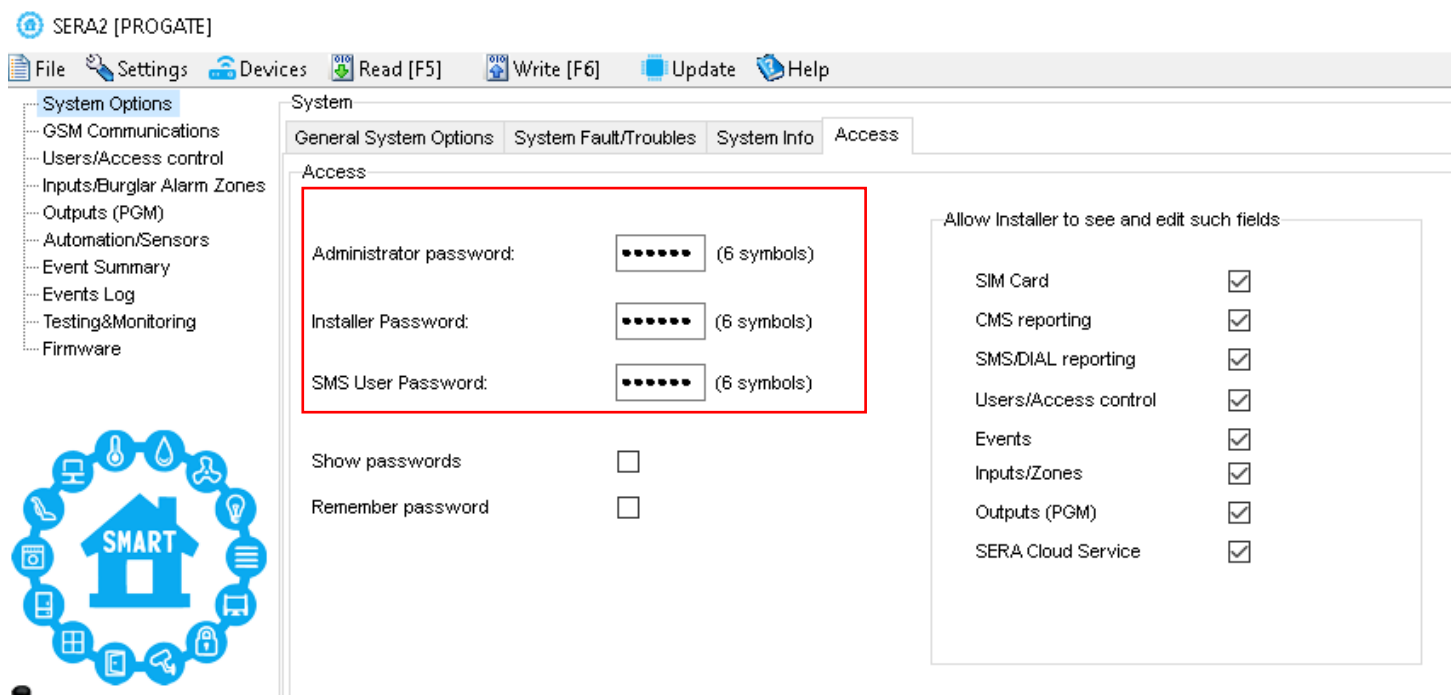 SERA2 [PROGATE]
File Settings Devices Read [F5] Write [F6] Update Help
System Options
GSM Communications
Users/Access control
Inputs/Burglar Alarm Zones
Outputs (PGM)
Automation/Sensors
Event Summary
Events Log
Testing&Monitoring
Firmware
SMART
System
General System Options System Fault/Troubles System Info Access
Access
Administrator password: •••••• (6 symbols)
Installer Password: •••••• (6 symbols)
SMS User Password: •••••• (6 symbols)
Show passwords
Remember password
Allow Installer to see and edit such fields
SIM Card
CMS reporting
SMS/DIAL reporting
Users/Access control
Events
Inputs/Zones
Outputs (PGM)
SERA Cloud Service